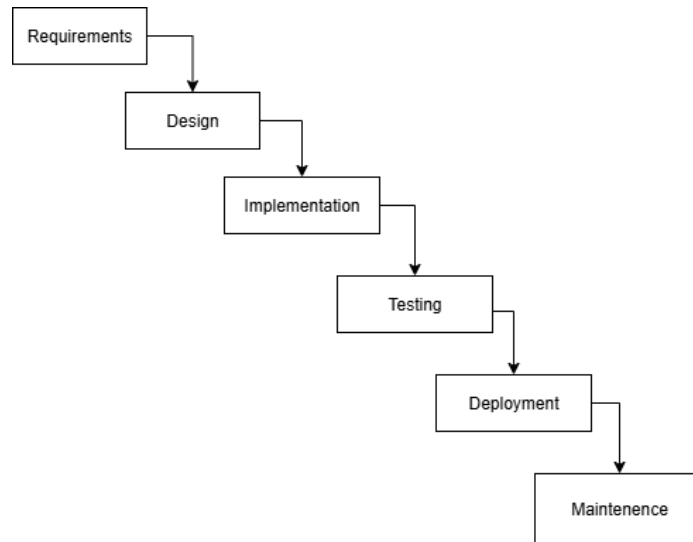 Requirements
Design
Implementation
Testing
Deployment
Maintenence